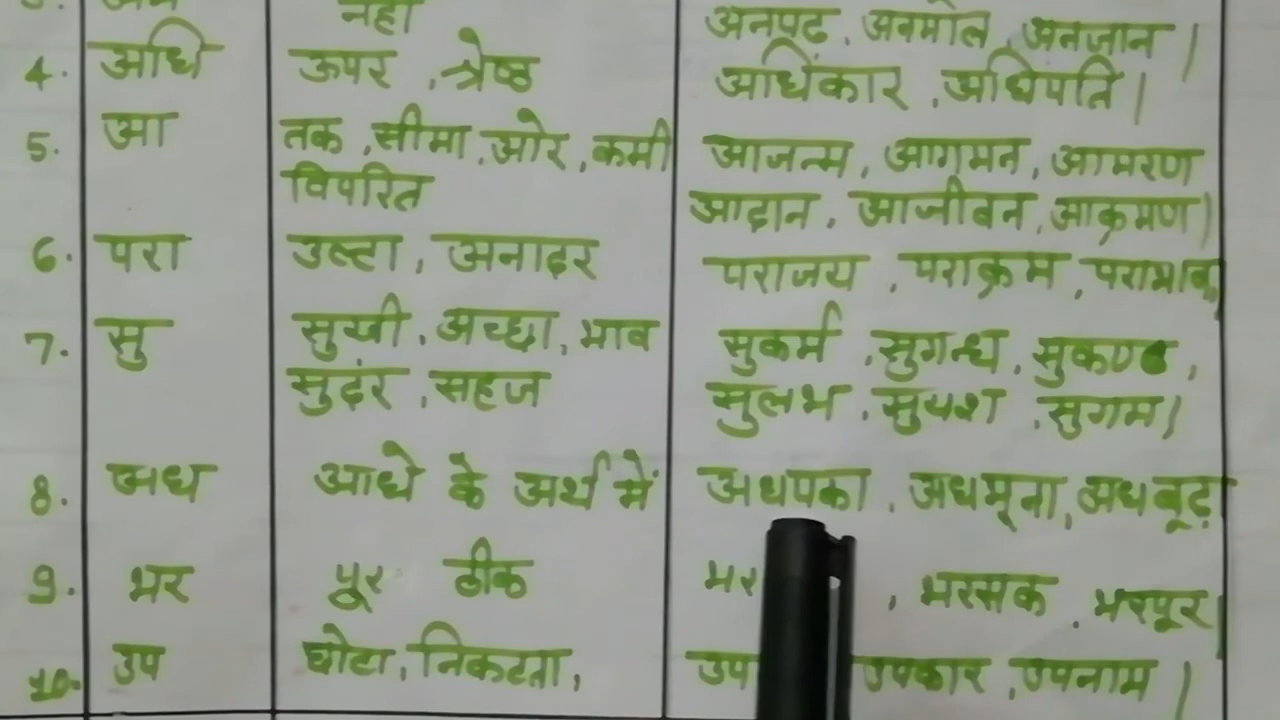 नहीं अनपढ, अनमोल, अनजान |
4. अधि ऊपर, श्रेष्ठ अधिंकार, अधिपति |
5. आ तक, सीमा, ओर, कमी आजन्म, आगमन, आमरण
विपरित आदान, आजीवन, आक्रमण |
6. परा उल्टा, अनादर पराजय, पराक्रम, पराभाव
7. सु सुखी, अच्छा, भाव सुकर्म, सुगन्ध, सुकण्ठ,
सुदंर, सहज सुलभ, सुयश, सुगम |
8. अध आधे के अर्थ में अधपका, अधमूना, अधबूढ़
9. भर पूर ठीक भर , भरसक, भरपूर |
10. उप छोटा, निकटता, उप उपकार, उपनाम |